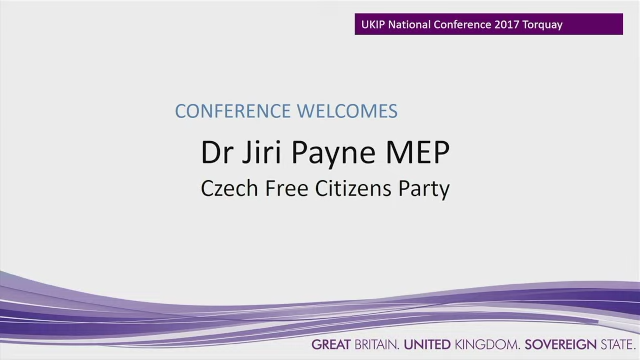 UKIP National Conference 2017 Torquay
CONFERENCE WELCOMES
Dr Jiri Payne MEP
Czech Free Citizens Party
GREAT BRITAIN. UNITED KINGDOM. SOVEREIGN STATE.